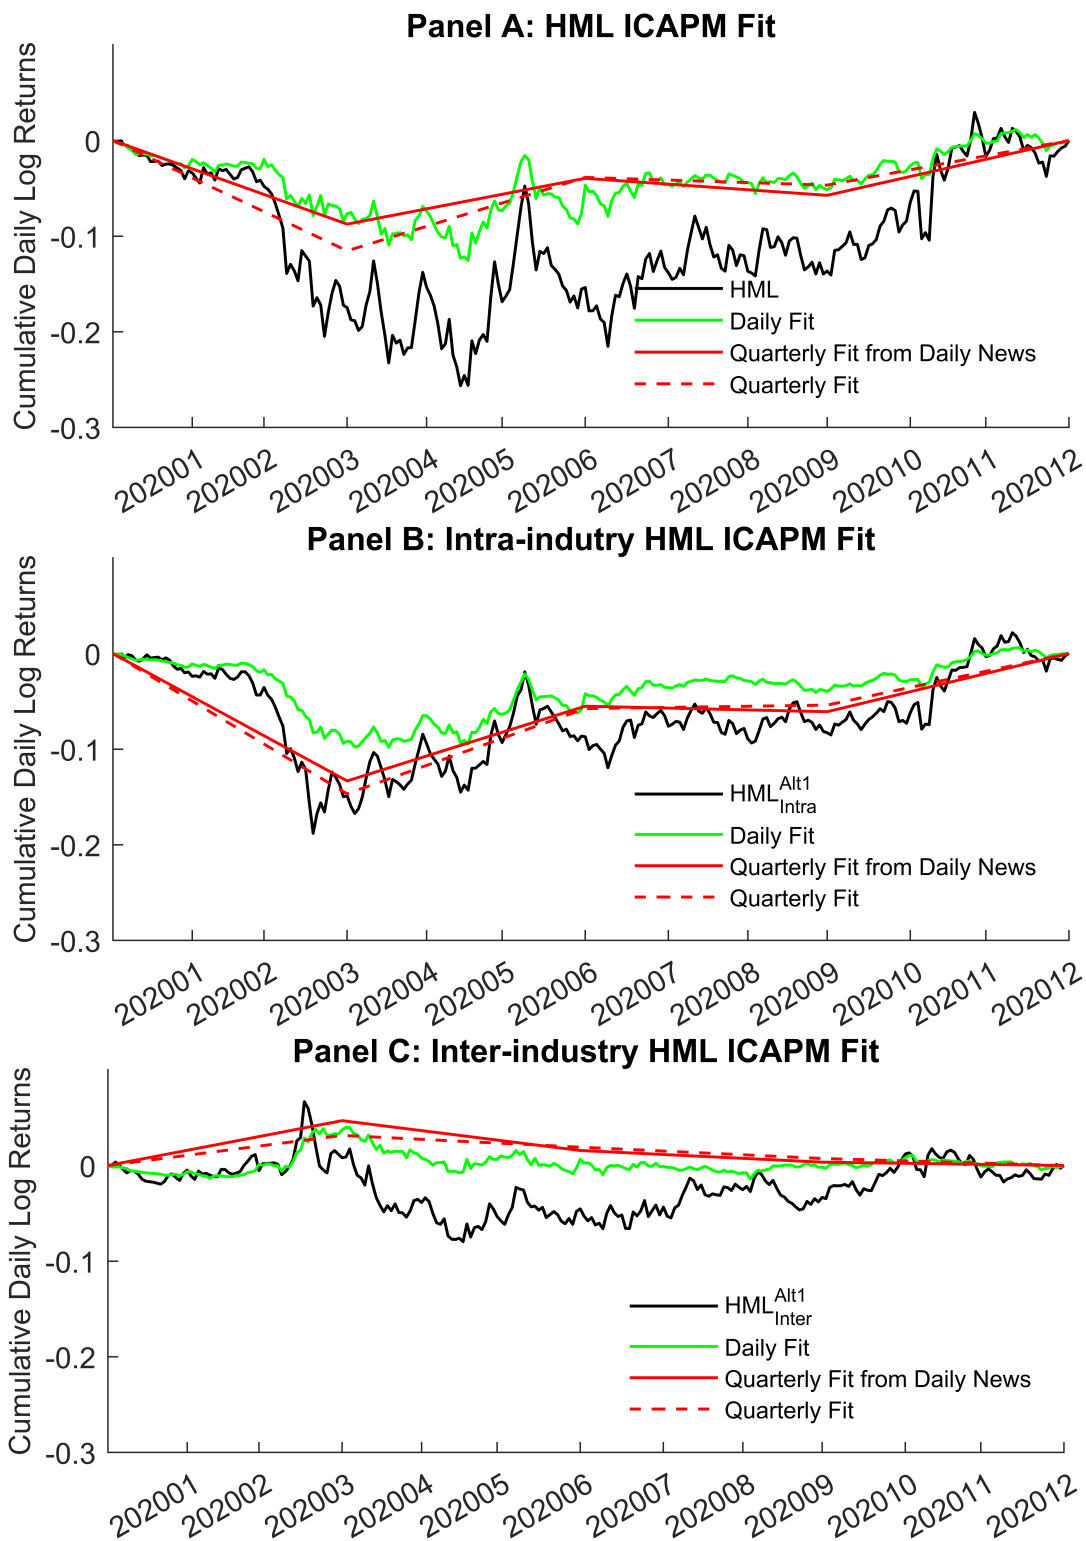 Panel A: HML ICAPM Fit
Cumulative Daily Log Returns
0
-0.1
-0.2
-0.3
HML
Daily Fit
Quarterly Fit from Daily News
Quarterly Fit
202001 202002 202003 202004 202005 202006 202007 202008 202009 202010 202011 202012
Panel B: Intra-indutry HML ICAPM Fit
Cumulative Daily Log Returns
0
-0.1
-0.2
-0.3
HML Alt1 Intra
Daily Fit
Quarterly Fit from Daily News
Quarterly Fit
202001 202002 202003 202004 202005 202006 202007 202008 202009 202010 202011 202012
Panel C: Inter-industry HML ICAPM Fit
Cumulative Daily Log Returns
0
-0.1
-0.2
-0.3
HML Alt1 Inter
Daily Fit
Quarterly Fit from Daily News
Quarterly Fit
202001 202002 202003 202004 202005 202006 202007 202008 202009 202010 202011 202012